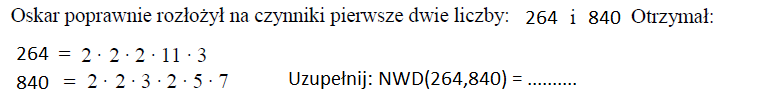 Oskar poprawnie rozłożył na czynniki pierwsze dwie liczby: 264 i 840 Otrzymał:
264 = 2 · 2 · 2 · 11 · 3
840 = 2 · 2 · 3 · 2 · 5 · 7 Uzupełnij: NWD(264,840) = ..........